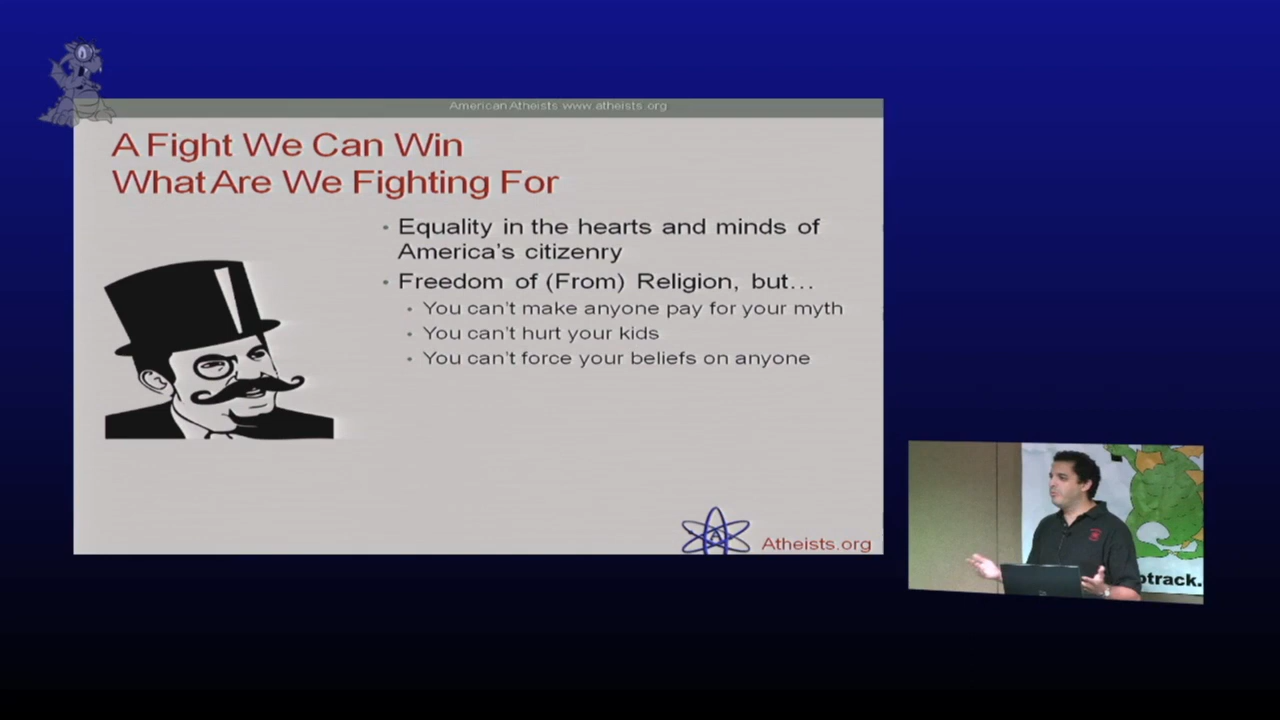 American Atheists www.atheists.org
A Fight We Can Win
What Are We Fighting For
• Equality in the hearts and minds of
America's citizenry
• Freedom of (From) Religion, but...
• You can't make anyone pay for your myth
• You can't hurt your kids
• You can't force your beliefs on anyone
A
Atheists.org
ptrack.